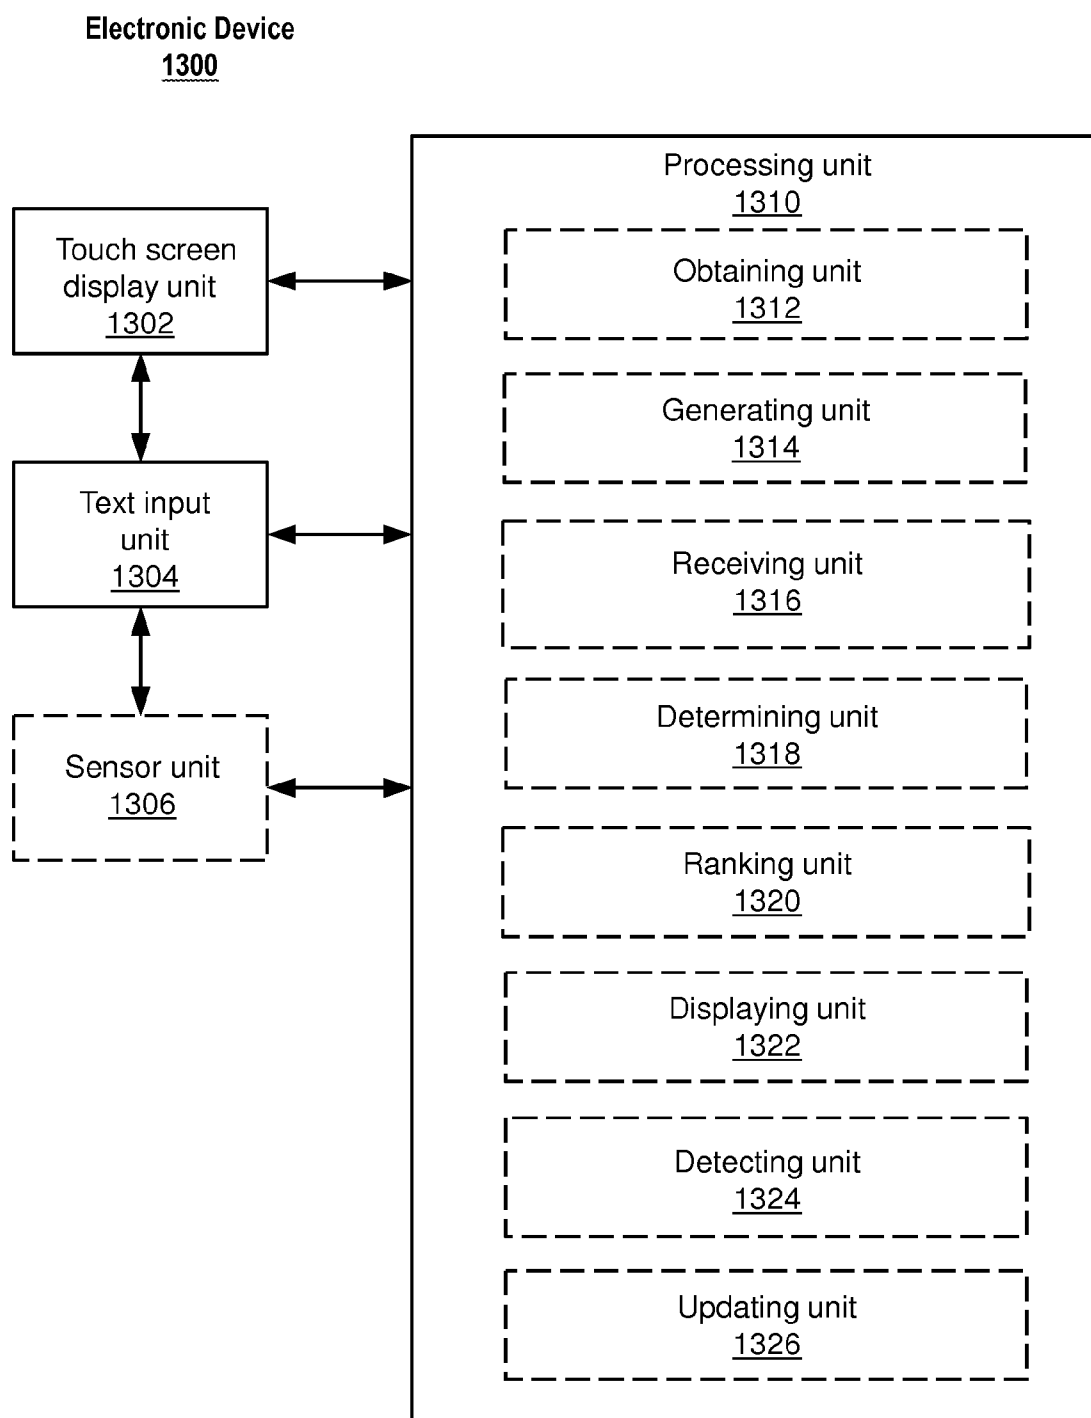 Electronic Device
1300
Processing unit
1310
Touch screen
display unit
1302
Text input
unit
1304
Sensor unit
1306
Obtaining unit
1312
Generating unit
1314
Receiving unit
1316
Determining unit
1318
Ranking unit
1320
Displaying unit
1322
Detecting unit
1324
Updating unit
1326